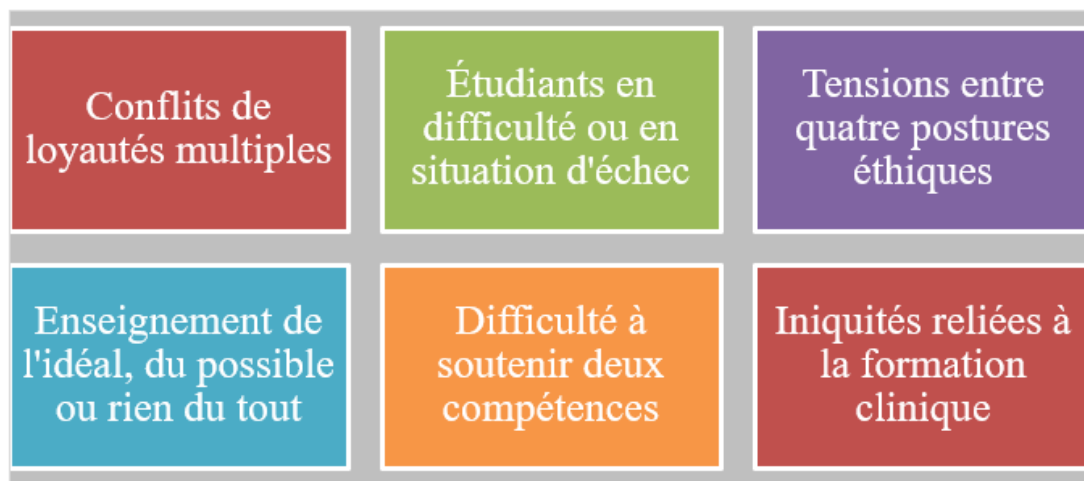 Conflits de
loyautés multiples
Étudiants en
difficulté ou en
situation d'échec
Tensions entre
quatre postures
éthiques
Enseignement de
l'idéal, du possible
ou rien du tout
Difficulté à
soutenir deux
compétences
Iniquités reliées à
la formation
clinique